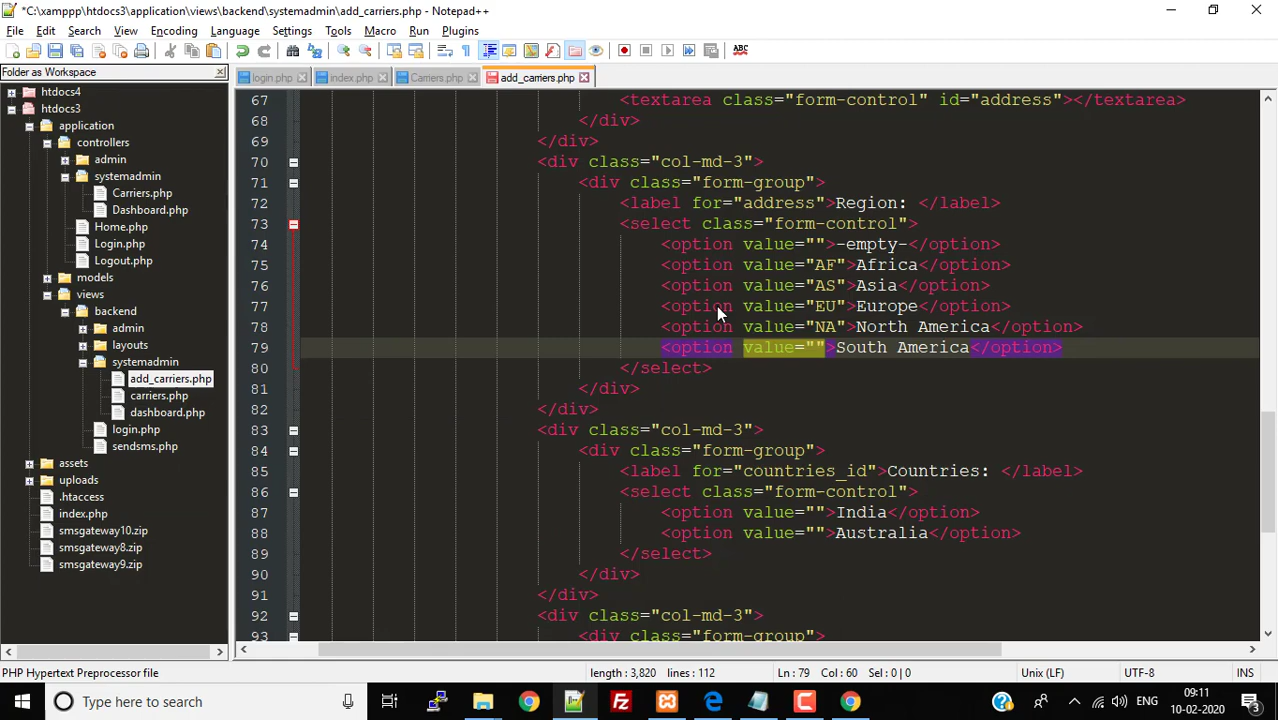 *C:\xamppp\htdocs3\application\views\backend\systemadmin\add_carriers.php - Notepad++
File Edit Search View Encoding Language Settings Tools Macro Run Plugins
ABC
Folder as Workspace
htdocs4
htdocs3
application
controllers
admin
systemadmin
Carriers.php
Dashboard.php
Home.php
Login.php
Logout.php
models
views
backend
admin
layouts
systemadmin
add_carriers.php
carriers.php
dashboard.php
login.php
sendsms.php
assets
uploads
.htaccess
index.php
smsgateway10.zip
smsgateway8.zip
smsgateway9.zip
login.php index.php Carriers.php add_carriers.php
67 <textarea class="form-control" id="address"></textarea>
68 </div>
69 </div>
70 <div class="col-md-3">
71 <div class="form-group">
72 <label for="address">Region: </label>
73 <select class="form-control">
74 <option value="">-empty-</option>
75 <option value="AF">Africa</option>
76 <option value="AS">Asia</option>
77 <option value="EU">Europe</option>
78 <option value="NA">North America</option>
79 <option value="">South America</option>
80 </select>
81 </div>
82 </div>
83 <div class="col-md-3">
84 <div class="form-group">
85 <label for="countries_id">Countries: </label>
86 <select class="form-control">
87 <option value="">India</option>
88 <option value="">Australia</option>
89 </select>
90 </div>
91 </div>
92 <div class="col-md-3">
93 <div class="form-group">
PHP Hypertext Preprocessor file length : 3,820 lines : 112 Ln : 79 Col : 60 Sel : 0 | 0 Unix (LF) UTF-8 INS
Type here to search
ENG
09:11
10-02-2020
3